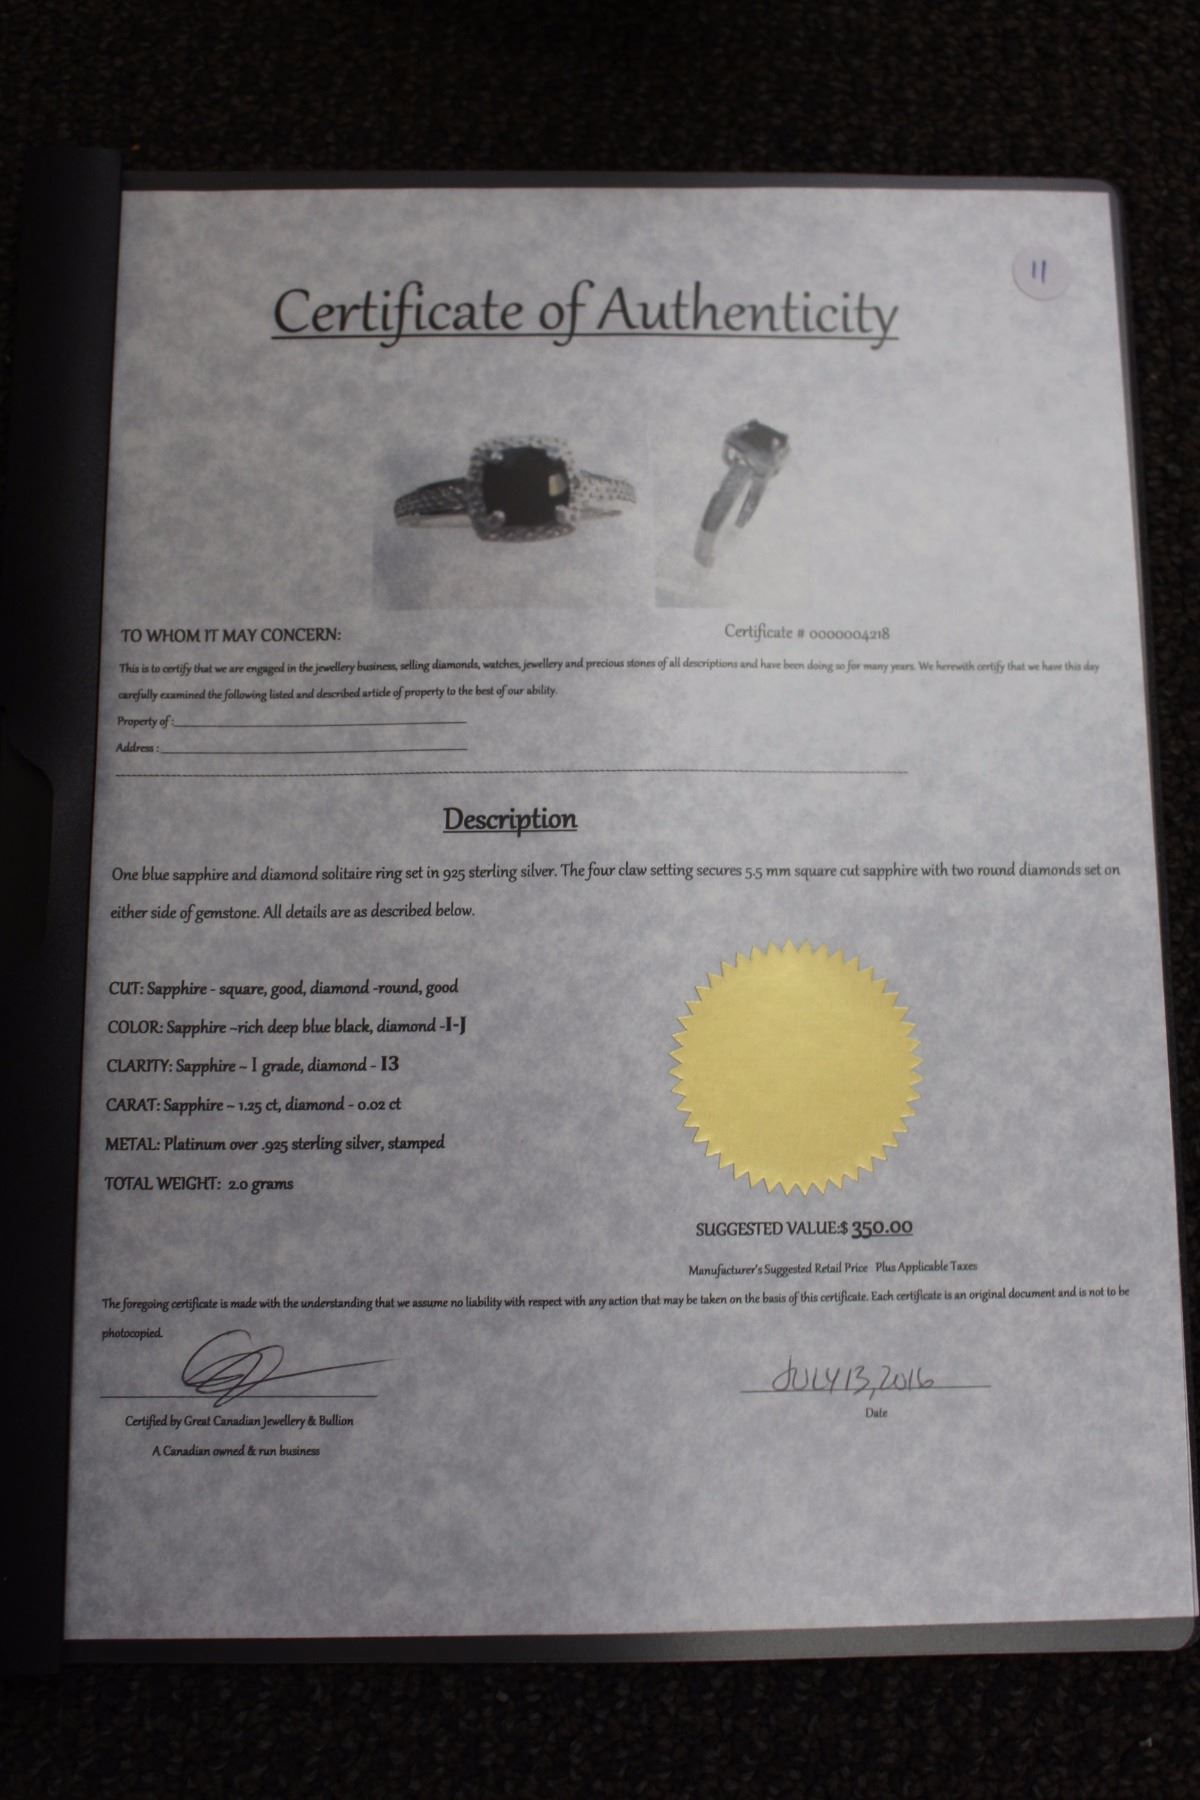 11
Certificate of Authenticity
TO WHOM IT MAY CONCERN:
Certificate # 0000004218
This is to certify that we are engaged in the jewellery business, selling diamonds, watches, jewellery and precious stones of all descriptions and have been doing so for many years. We herewith certify that we have this day
carefully examined the following listed and described article of property to the best of our ability.
Property of:
Address :
Description
One blue sapphire and diamond solitaire ring set in 925 sterling silver. The four claw setting secures 5.5 mm square cut sapphire with two round diamonds set on
either side of gemstone. All details are as described below.
CUT: Sapphire - square, good, diamond -round, good
COLOR: Sapphire ~rich deep blue black, diamond -I-J
CLARITY: Sapphire ~ I grade, diamond - I3
CARAT: Sapphire ~ 1.25 ct, diamond - 0.02 ct
METAL: Platinum over .925 sterling silver, stamped
TOTAL WEIGHT: 2.0 grams
SUGGESTED VALUE:$ 350.00
Manufacturer's Suggested Retail Price Plus Applicable Taxes
The foregoing certificate is made with the understanding that we assume no liability with respect with any action that may be taken on the basis of this certificate. Each certificate is an original document and is not to be
photocopied.
JULY 13, 2016
Certified by Great Canadian Jewellery & Bullion
Date
A Canadian owned & run business